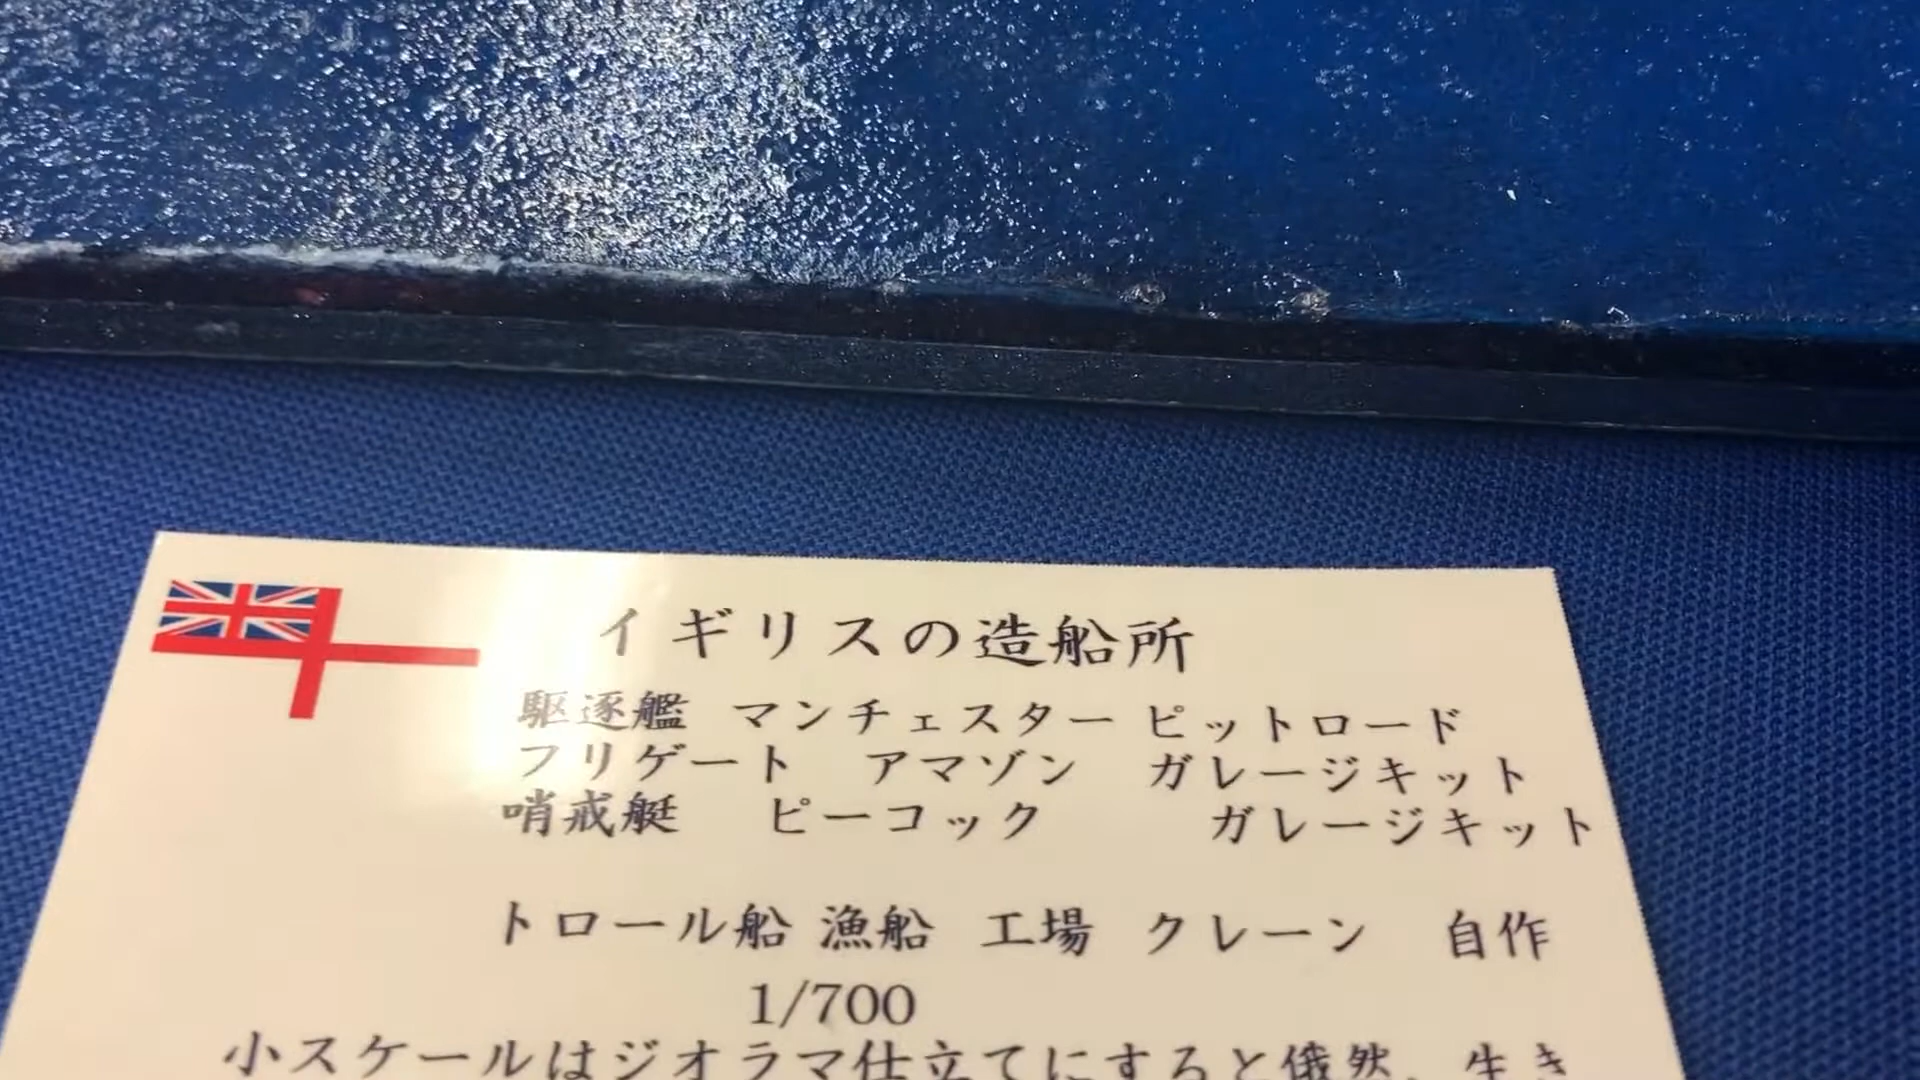 イギリスの造船所
駆逐艦 マンチェスター ピットロード
フリゲート アマゾン ガレージキット
哨戒艇 ピーコック ガレージキット
トロール船 漁船 工場 クレーン 自作
1/700
小スケールはジオラマ仕立てにすると俄然、生き